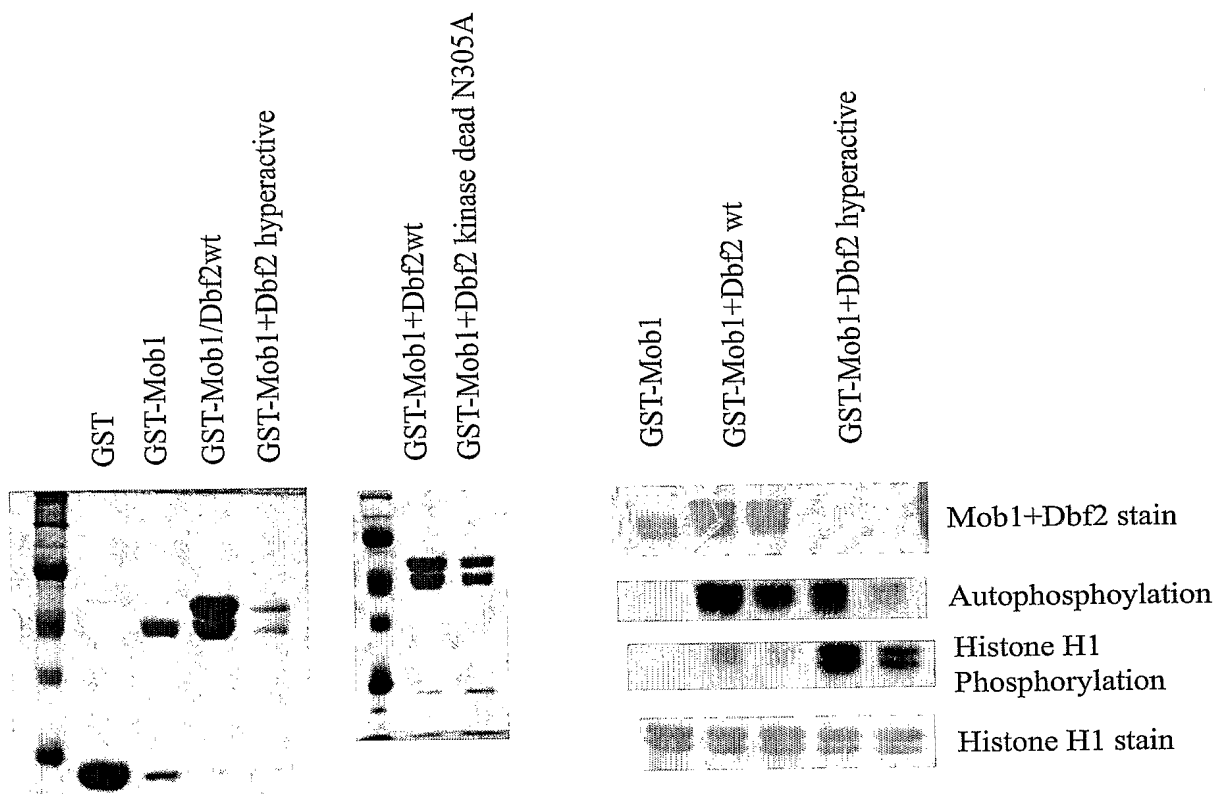 GST
GST-Mob1
GST-Mob1/Dbf2wt
GST-Mob1+Dbf2 hyperactive
GST-Mob1+Dbf2wt
GST-Mob1+Dbf2 kinase dead N305A
GST-Mob1
GST-Mob1+Dbf2 wt
GST-Mob1+Dbf2 hyperactive
Mob1+Dbf2 stain
Autophosphoylation
Histone H1
Phosphorylation
Histone H1 stain